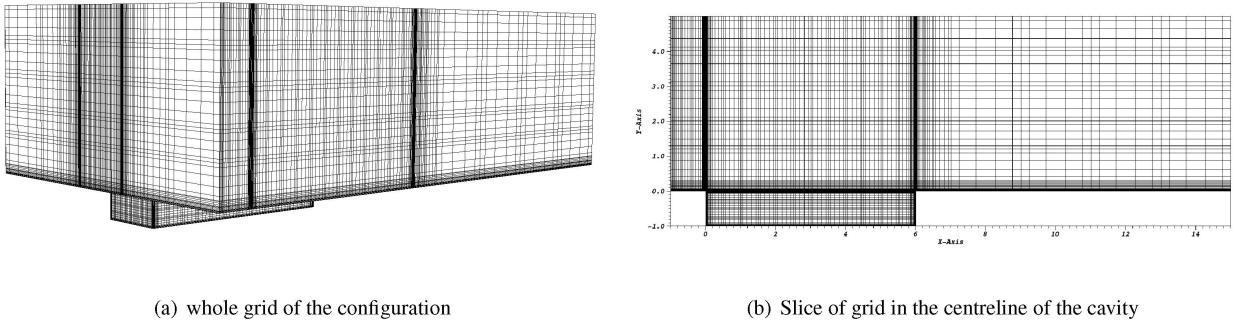 4.0
3.0
2.0
1.0
0.0
-1.0
Y-Axis
0 2 4 6 8 10 12 14
X-Axis
(a) whole grid of the configuration
(b) Slice of grid in the centreline of the cavity